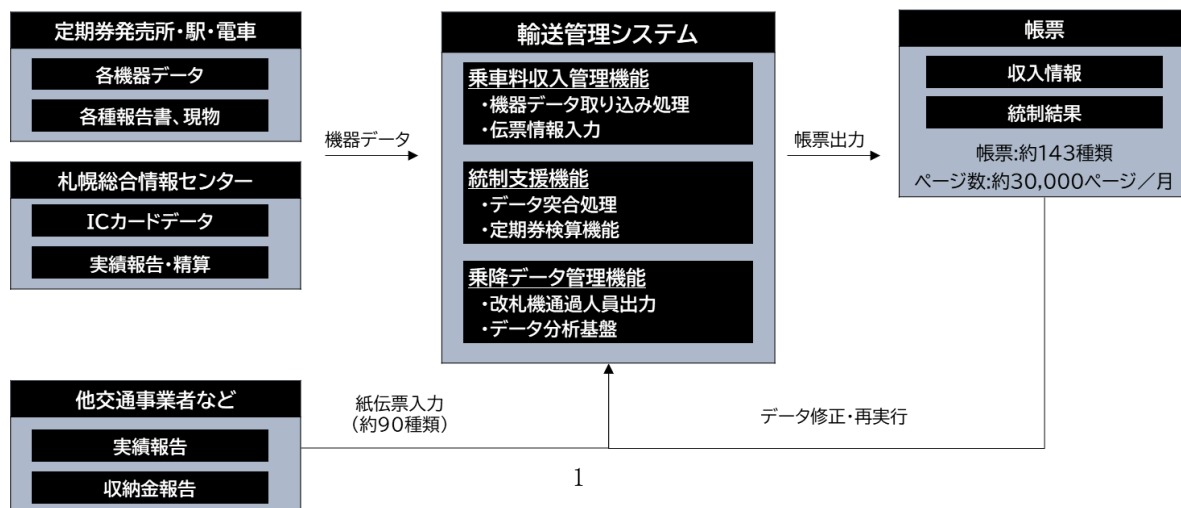 定期券発売所・駅・電車
各機器データ
各種報告書、現物
札幌総合情報センター
ICカードデータ
実績報告・精算
他交通事業者など
実績報告
収納金報告
機器データ
紙伝票入力
(約90種類)
輸送管理システム
乗車料収入管理機能
・機器データ取り込み処理
・伝票情報入力
統制支援機能
・データ突合処理
・定期券検算機能
乗降データ管理機能
・改札機通過人員出力
・データ分析基盤
帳票出力
データ修正・再実行
帳票
収入情報
統制結果
帳票:約143種類
ページ数:約30,000ページ／月
1